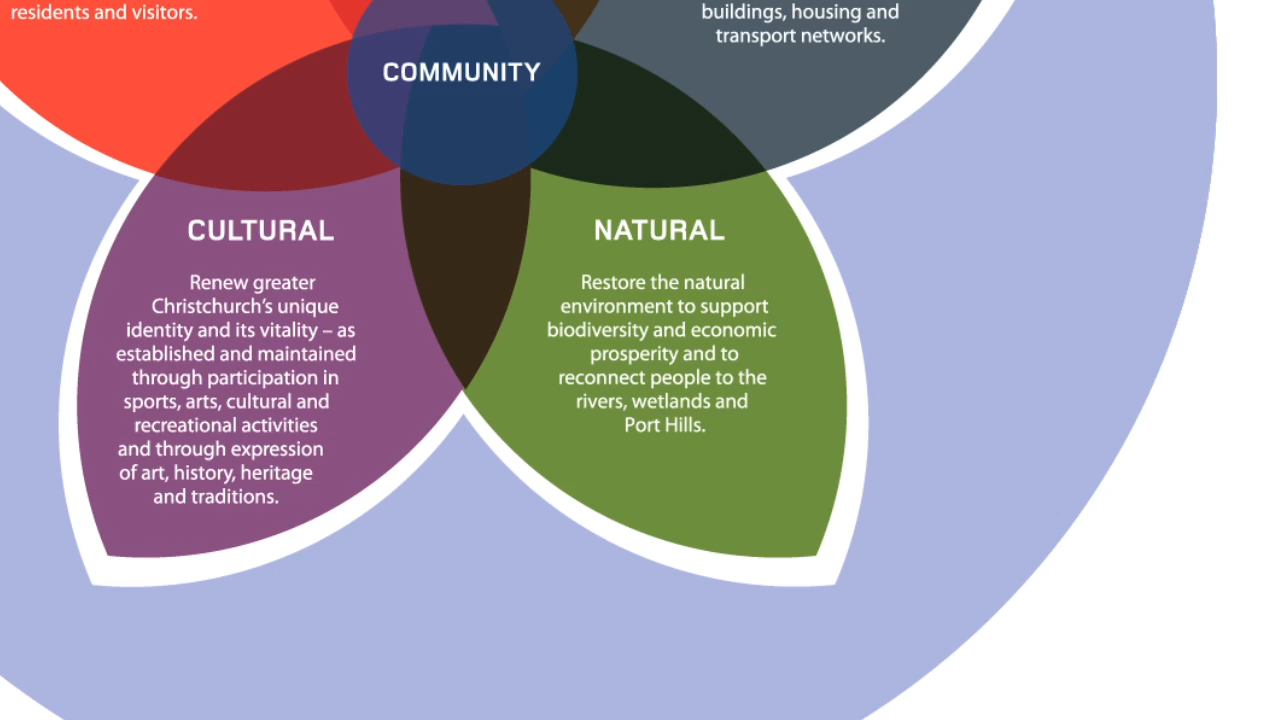 residents and visitors.
buildings, housing and
transport networks.
COMMUNITY
CULTURAL
Renew greater
Christchurch’s unique
identity and its vitality – as
established and maintained
through participation in
sports, arts, cultural and
recreational activities
and through expression
of art, history, heritage
and traditions.
NATURAL
Restore the natural
environment to support
biodiversity and economic
prosperity and to
reconnect people to the
rivers, wetlands and
Port Hills.